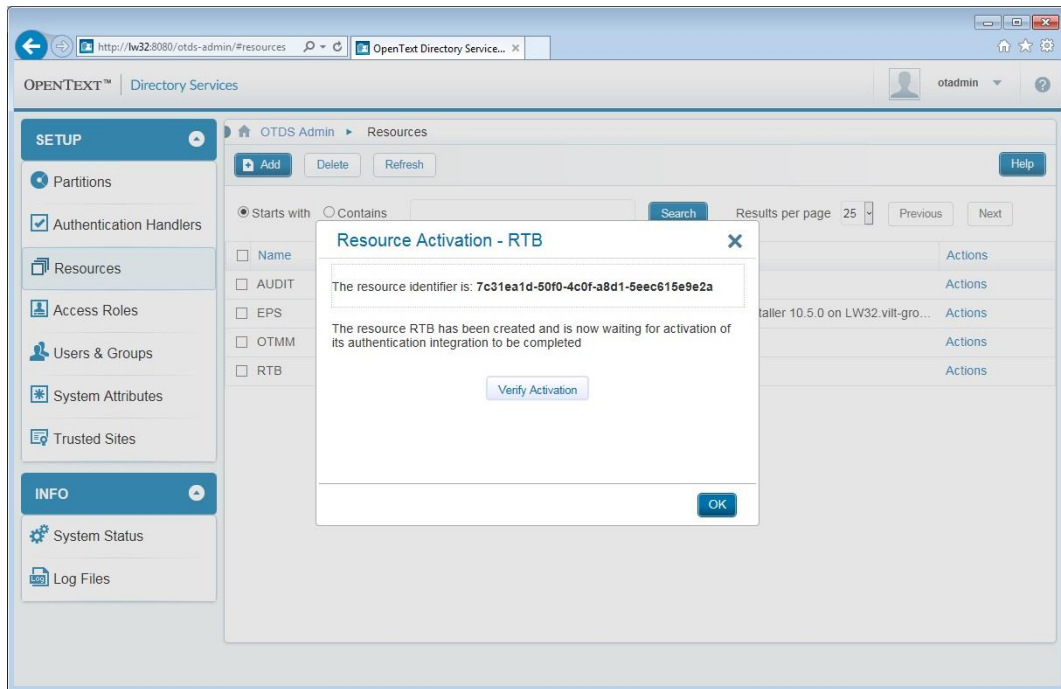 http://lw32:8080/otds-admin/#resources
OpenText Directory Service...
OPENTEXT™ | Directory Services
otadmin
SETUP
Partitions
Authentication Handlers
Resources
Access Roles
Users & Groups
System Attributes
Trusted Sites
INFO
System Status
Log Files
OTDS Admin ▸ Resources
Add Delete Refresh Help
Starts with Contains Search Results per page 25 Previous Next
Name Actions
AUDIT Actions
EPS taller 10.5.0 on LW32.vilt-gro... Actions
OTMM Actions
RTB Actions
Resource Activation - RTB
The resource identifier is: 7c31ea1d-50f0-4c0f-a8d1-5eec615e9e2a
The resource RTB has been created and is now waiting for activation of
its authentication integration to be completed
Verify Activation
OK